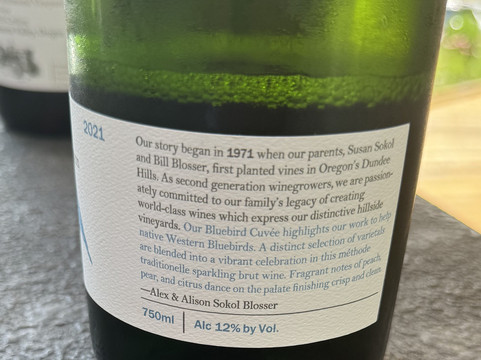 2021
Our story began in 1971 when our parents, Susan Sokol
and Bill Blosser, first planted vines in Oregon's Dundee
Hills. As second generation winegrowers, we are passion-
ately committed to our family's legacy of creating
world-class wines which express our distinctive hillside
vineyards. Our Bluebird Cuvée highlights our work to help
native Western Bluebirds. A distinct selection of varietals
are blended into a vibrant celebration in this méthode
traditionelle sparkling brut wine. Fragrant notes of peach,
pear, and citrus dance on the palate finishing crisp and clean.
—Alex & Alison Sokol Blosser
750ml | Alc 12% by Vol.